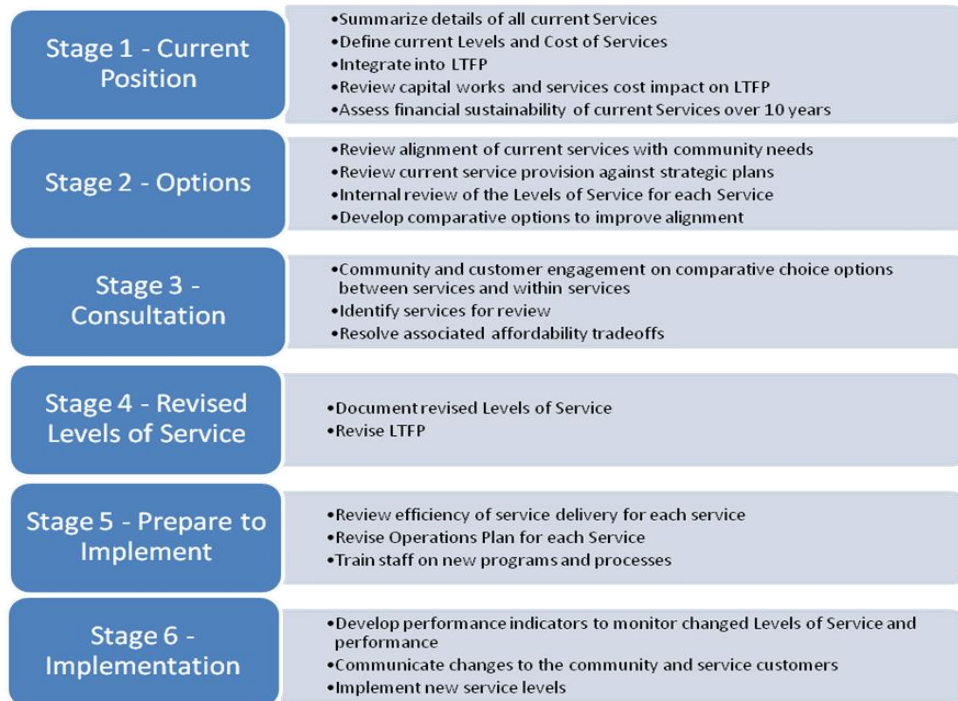 Stage 1 - Current
Position
•Summarize details of all current Services
•Define current Levels and Cost of Services
•Integrate into LTFP
•Review capital works and services cost impact on LTFP
•Assess financial sustainability of current Services over 10 years
Stage 2 - Options
•Review alignment of current services with community needs
•Review current service provision against strategic plans
•Internal review of the Levels of Service for each Service
•Develop comparative options to improve alignment
Stage 3 -
Consultation
•Community and customer engagement on comparative choice options
between services and within services
•Identify services for review
•Resolve associated affordability tradeoffs
Stage 4 - Revised
Levels of Service
•Document revised Levels of Service
•Revise LTFP
Stage 5 - Prepare to
Implement
•Review efficiency of service delivery for each service
•Revise Operations Plan for each Service
•Train staff on new programs and processes
Stage 6 -
Implementation
•Develop performance indicators to monitor changed Levels of Service and
performance
•Communicate changes to the community and service customers
•Implement new service levels